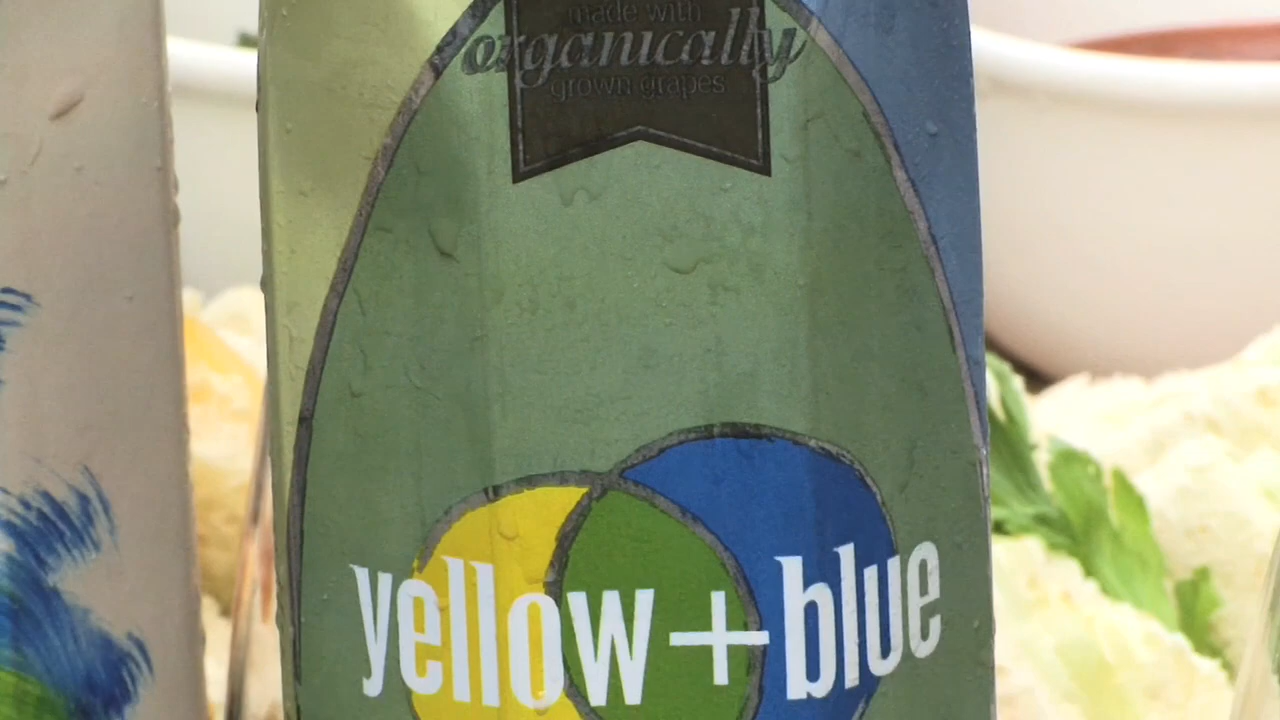 made with
organically
grown grapes
yellow + blue